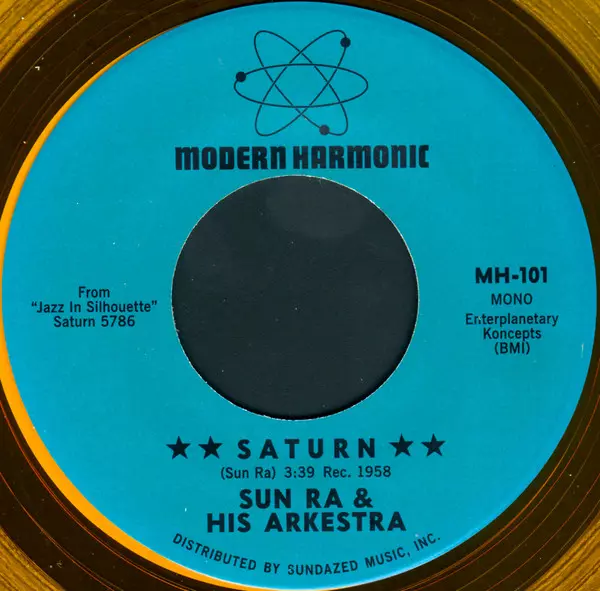 MODERN HARMONIC
From
"Jazz In Silhouette"
Saturn 5786
MH-101
MONO
Enterplanetary
Koncepts
(BMI)
★★ SATURN ★★
(Sun Ra) 3:39 Rec. 1958
SUN RA &
HIS ARKESTRA
DISTRIBUTED BY SUNDAZED MUSIC, INC.